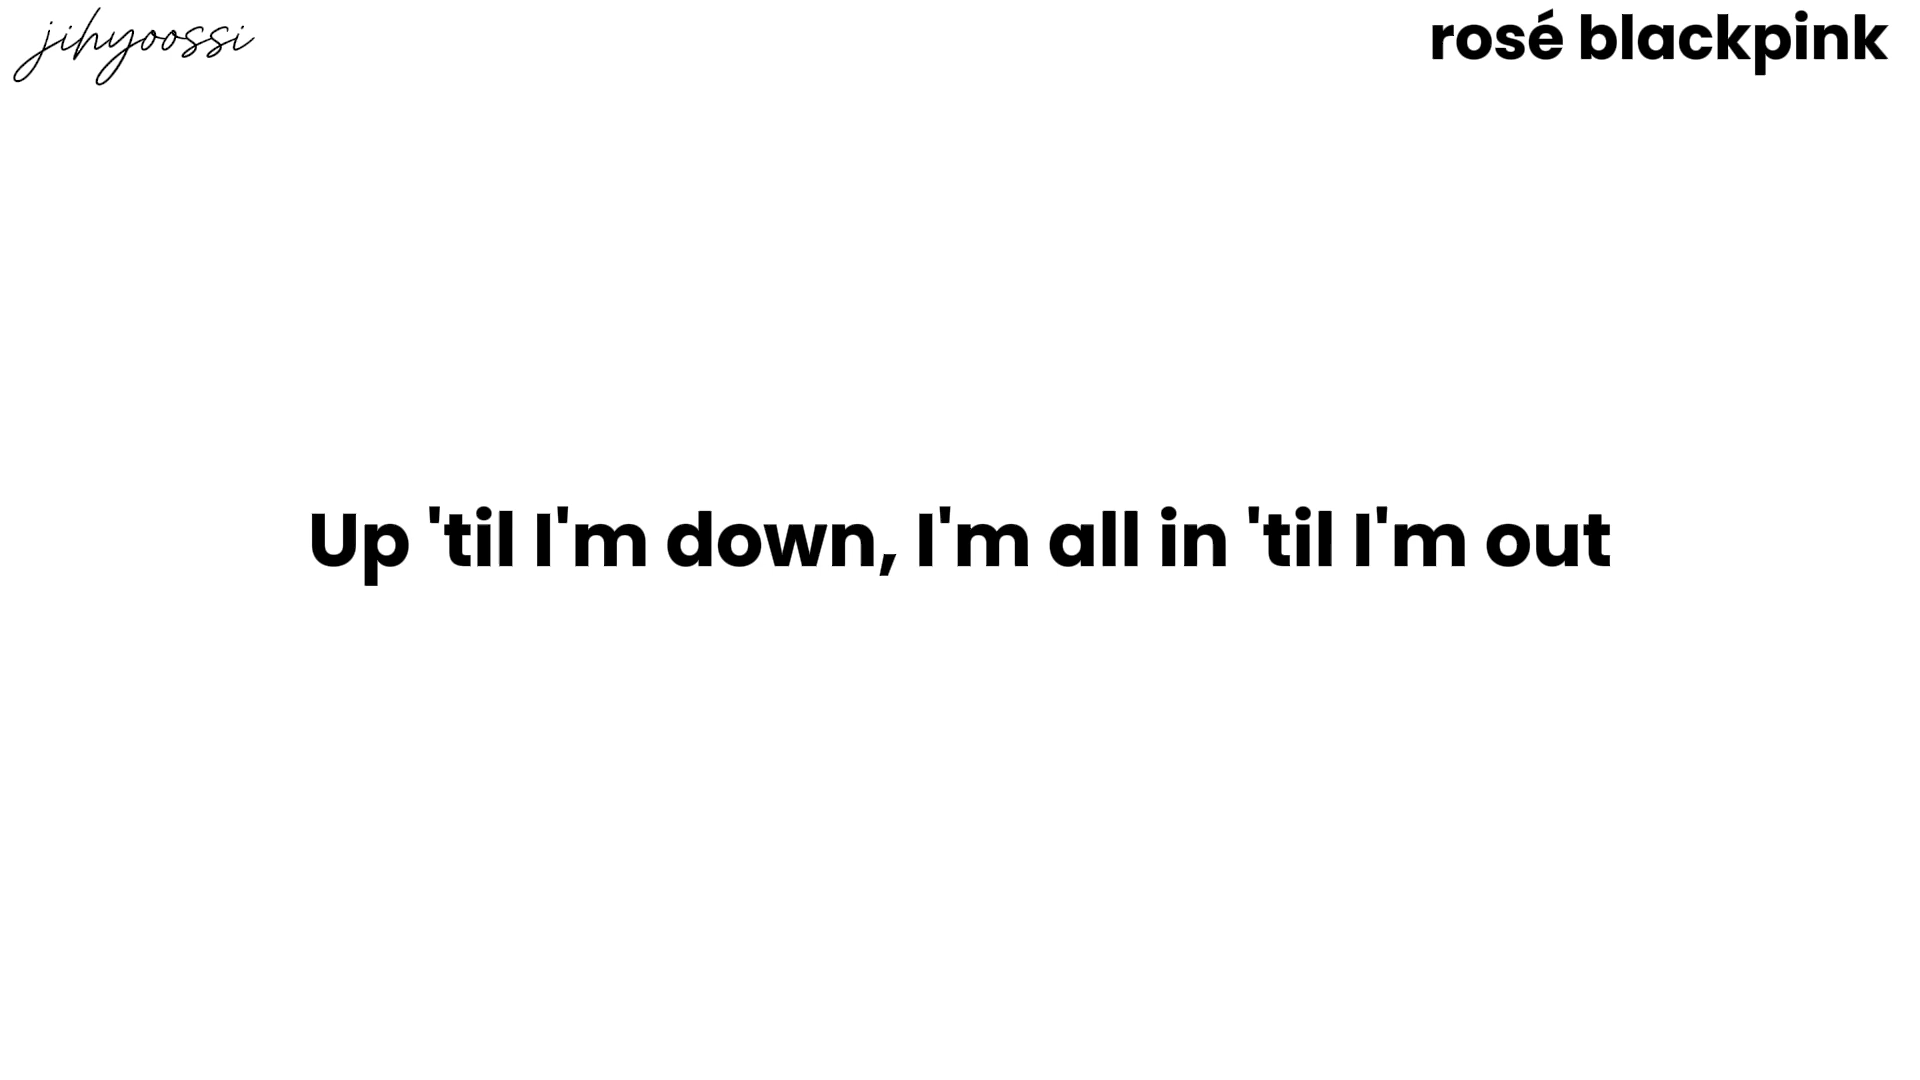 jihyoossi
rosé blackpink
Up 'til I'm down, I'm all in 'til I'm out